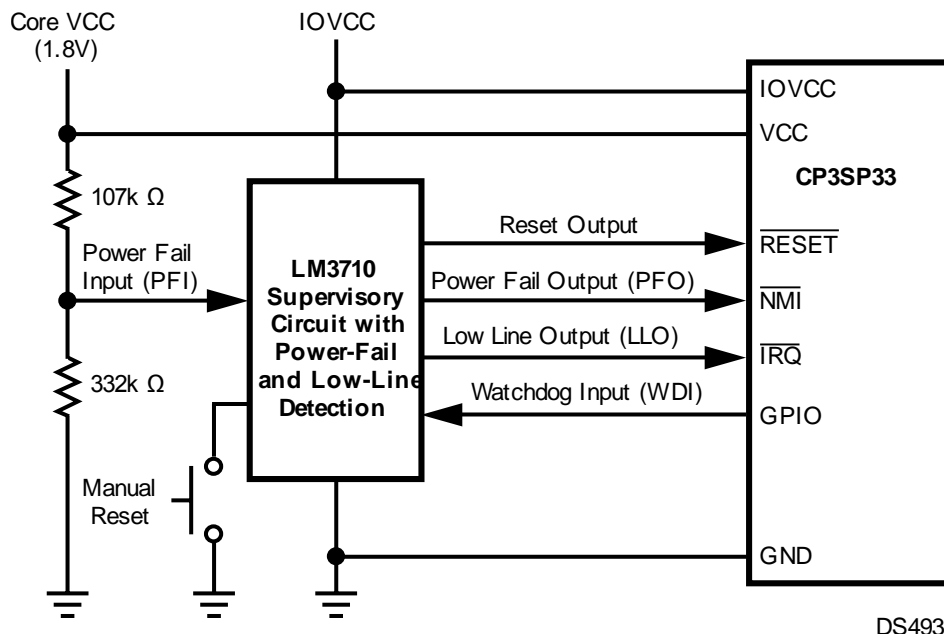 Core VCC
(1.8V)
IOVCC
IOVCC
VCC
CP3SP33
107k Ω
Reset Output
RESET
Power Fail
Input (PFI)
LM3710
Supervisory
Circuit with
Power-Fail
and Low-Line
Detection
Power Fail Output (PFO)
NMI
Low Line Output (LLO)
IRQ
332k Ω
Watchdog Input (WDI)
GPIO
Manual
Reset
GND
DS493